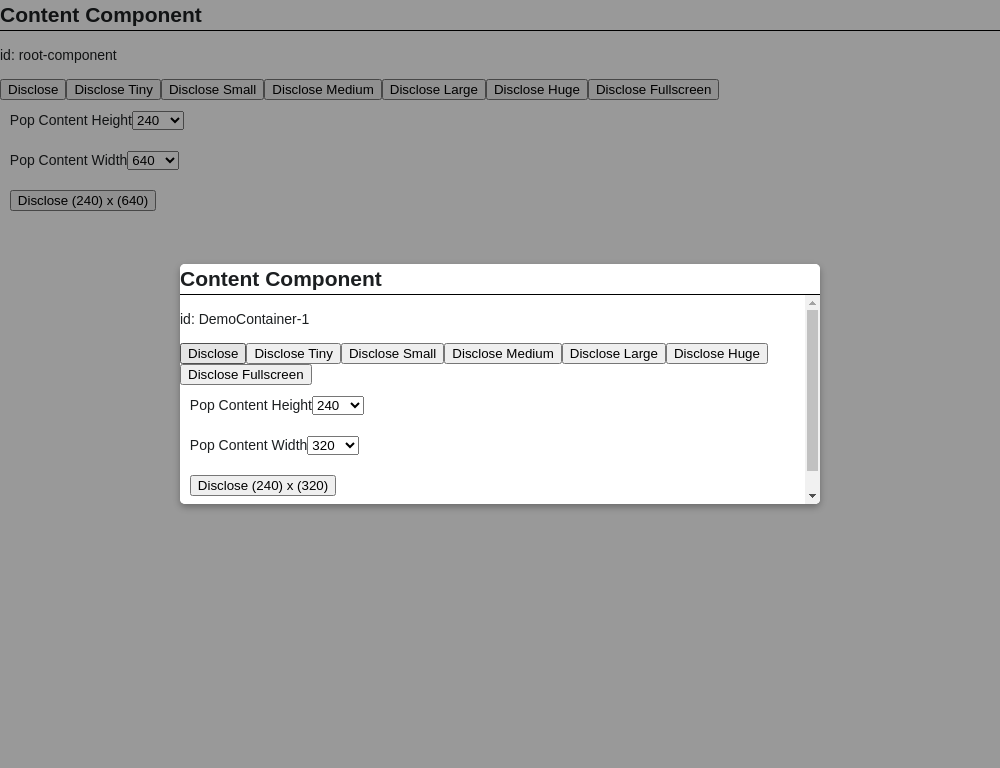 Content Component
id: root-component
Disclose Disclose Tiny Disclose Small Disclose Medium Disclose Large Disclose Huge Disclose Fullscreen
Pop Content Height 240
Pop Content Width 640
Disclose (240) x (640)
Content Component
id: DemoContainer-1
Disclose Disclose Tiny Disclose Small Disclose Medium Disclose Large Disclose Huge
Disclose Fullscreen
Pop Content Height 240
Pop Content Width 320
Disclose (240) x (320)